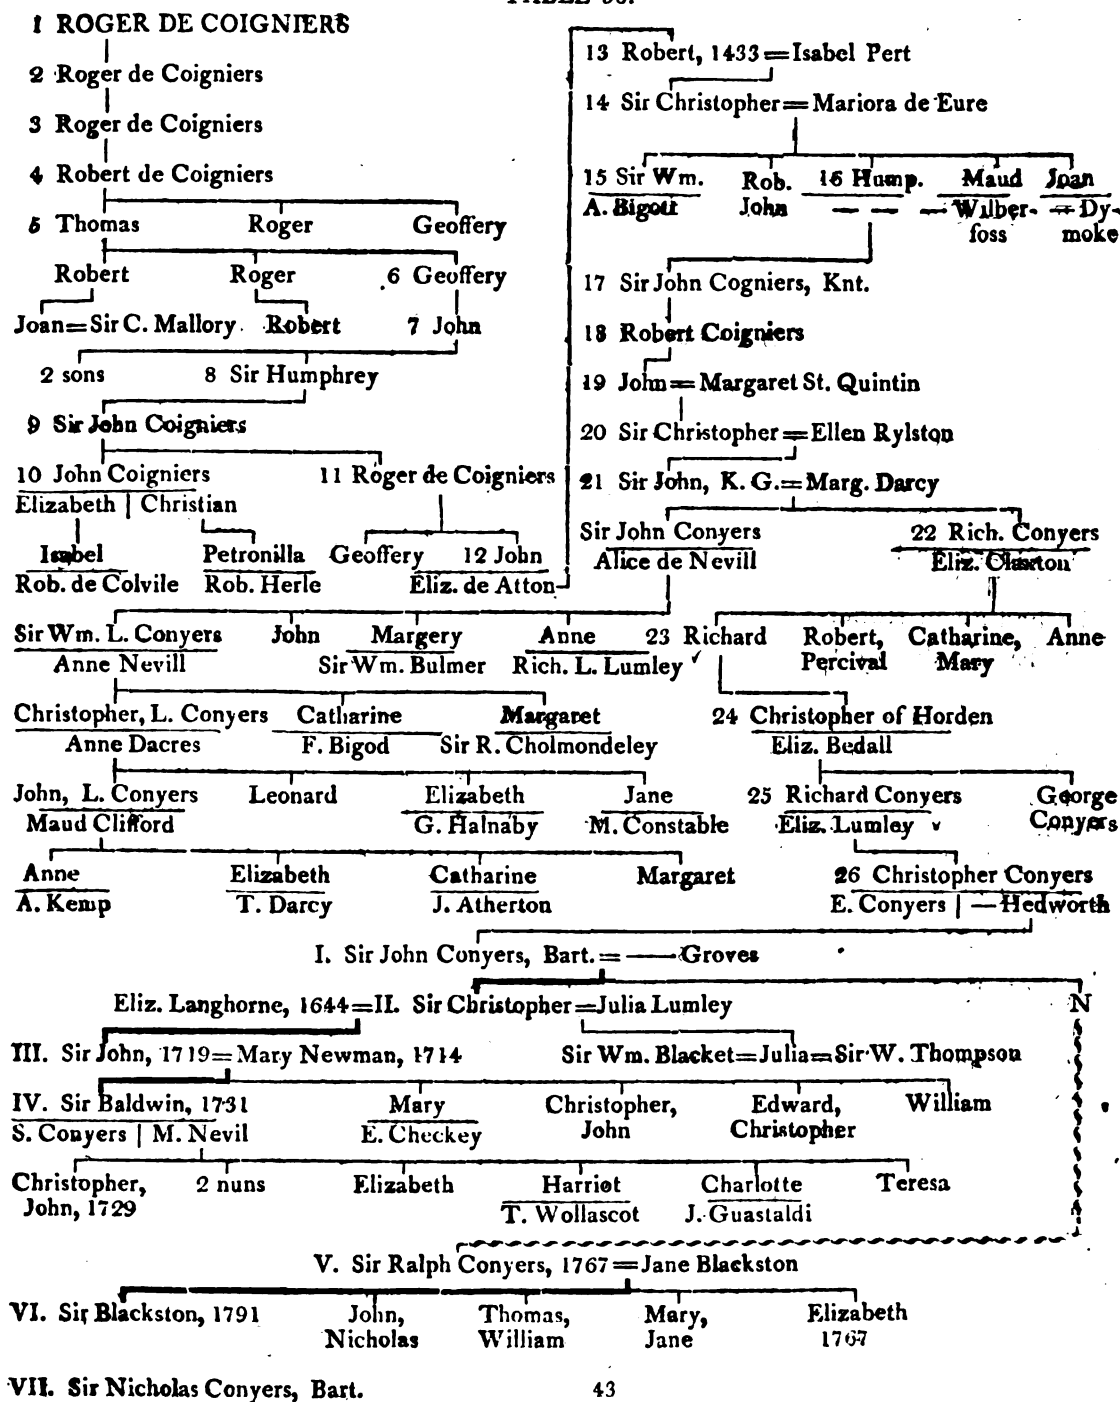 TABLE
1 ROGER DE COIGNIERS
2 Roger de Coigniers
3 Roger de Coigniers
4 Robert de Coigniers
5 Thomas Roger Geoffery
Robert Roger 6 Geoffery
Joan=Sir C. Mallory. Robert 7 John
2 sons 8 Sir Humphrey
9 Sir John Coigniers
10 John Coigniers 11 Roger de Coigniers
Elizabeth | Christian
Isabel Petronilla Geoffery 12 John
Rob. de Colvile Rob. Herle Eliz. de Atton
13 Robert, 1433=Isabel Pert
14 Sir Christopher=Mariora de Eure
15 Sir Wm. Rob. 16 Hump. Maud Joan
A. Bigott John — — — Wilber- — Dy-
foss moke
17 Sir John Cogniers, Knt.
18 Robert Coigniers
19 John=Margaret St. Quintin
20 Sir Christopher=Ellen Rylston
21 Sir John, K. G.=Marg. Darcy
Sir John Conyers 22 Rich. Conyers
Alice de Nevill Eliz. Claxton
Sir Wm. L. Conyers John Margery Anne 23 Richard Robert, Catharine, Anne
Anne Nevill Sir Wm. Bulmer Rich. L. Lumley Percival Mary
Christopher, L. Conyers Catharine Margaret 24 Christopher of Horden
Anne Dacres F. Bigod Sir R. Cholmondeley Eliz. Bedall
John, L. Conyers Leonard Elizabeth Jane 25 Richard Conyers George
Maud Clifford G. Halnaby M. Constable Eliz. Lumley Conyers
Anne Elizabeth Catharine Margaret 26 Christopher Conyers
A. Kemp T. Darcy J. Atherton E. Conyers | — Hedworth
I. Sir John Conyers, Bart.=—Groves
Eliz. Langhorne, 1644=II. Sir Christopher=Julia Lumley N
III. Sir John, 1719=Mary Newman, 1714 Sir Wm. Blacket=Julia=Sir W. Thompson
IV. Sir Baldwin, 1731 Mary Christopher, Edward, William
S. Conyers | M. Nevil E. Checkey John Christopher
Christopher, 2 nuns Elizabeth Harriot Charlotte Teresa
John, 1729 T. Wollascot J. Guastaldi
V. Sir Ralph Conyers, 1767=Jane Blackston
VI. Sir Blackston, 1791 John, Thomas, Mary, Elizabeth
Nicholas William Jane 1767
VII. Sir Nicholas Conyers, Bart. 43